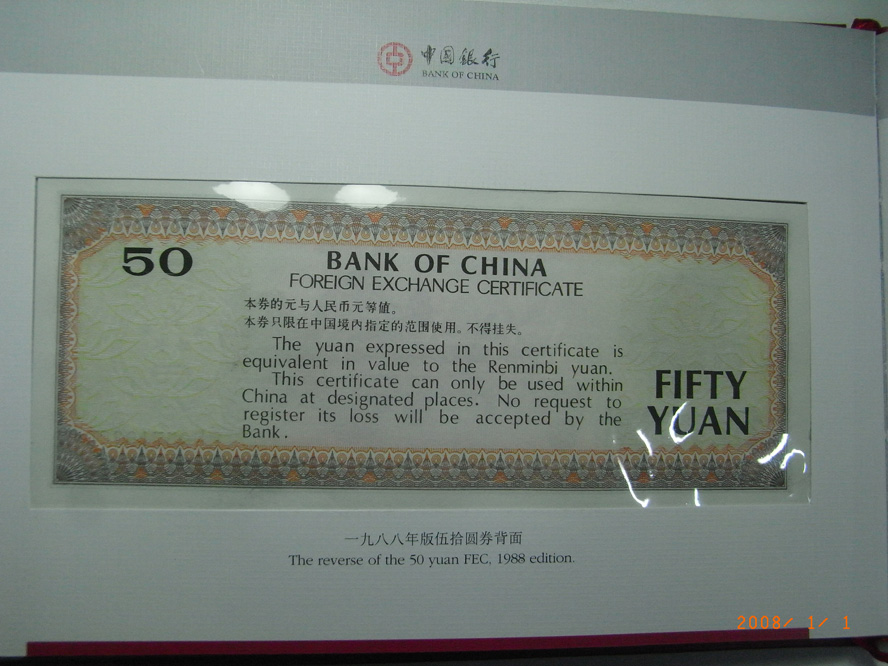 中国银行
BANK OF CHINA
50
BANK OF CHINA
FOREIGN EXCHANGE CERTIFICATE
本券的元与人民币元等值。
本券只限在中国境内指定的范围使用。不得挂失。
The yuan expressed in this certificate is
equivalent in value to the Renminbi yuan.
This certificate can only be used within
China at designated places. No request to
register its loss will be accepted by the
Bank.
FIFTY
YUAN
一九八八年版伍拾圆券背面
The reverse of the 50 yuan FEC, 1988 edition.
2008/ 1/ 1